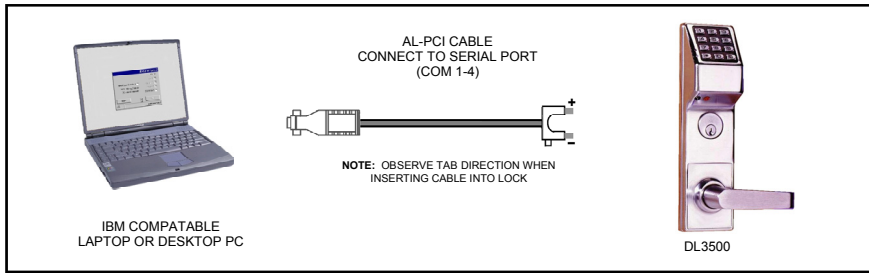 AL-PCI CABLE
CONNECT TO SERIAL PORT
(COM 1-4)
+
−
NOTE: OBSERVE TAB DIRECTION WHEN
INSERTING CABLE INTO LOCK
IBM COMPATABLE
LAPTOP OR DESKTOP PC
DL3500